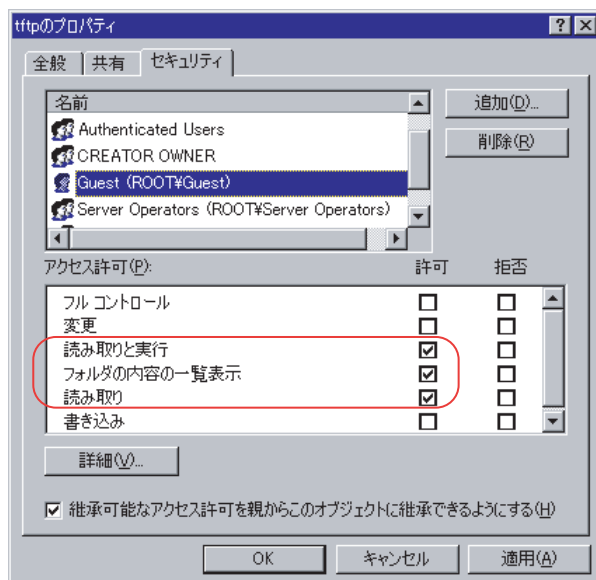 tftpのプロパティ
全般 共有 セキュリティ
名前
追加(D)...
Authenticated Users
削除(R)
CREATOR OWNER
Guest (ROOT¥Guest)
Server Operators (ROOT¥Server Operators)
アクセス許可(P): 許可 拒否
フル コントロール
変更
読み取りと実行
フォルダの内容の一覧表示
読み取り
書き込み
詳細(V)...
継承可能なアクセス許可を親からこのオブジェクトに継承できるようにする(H)
OK キャンセル 適用(A)